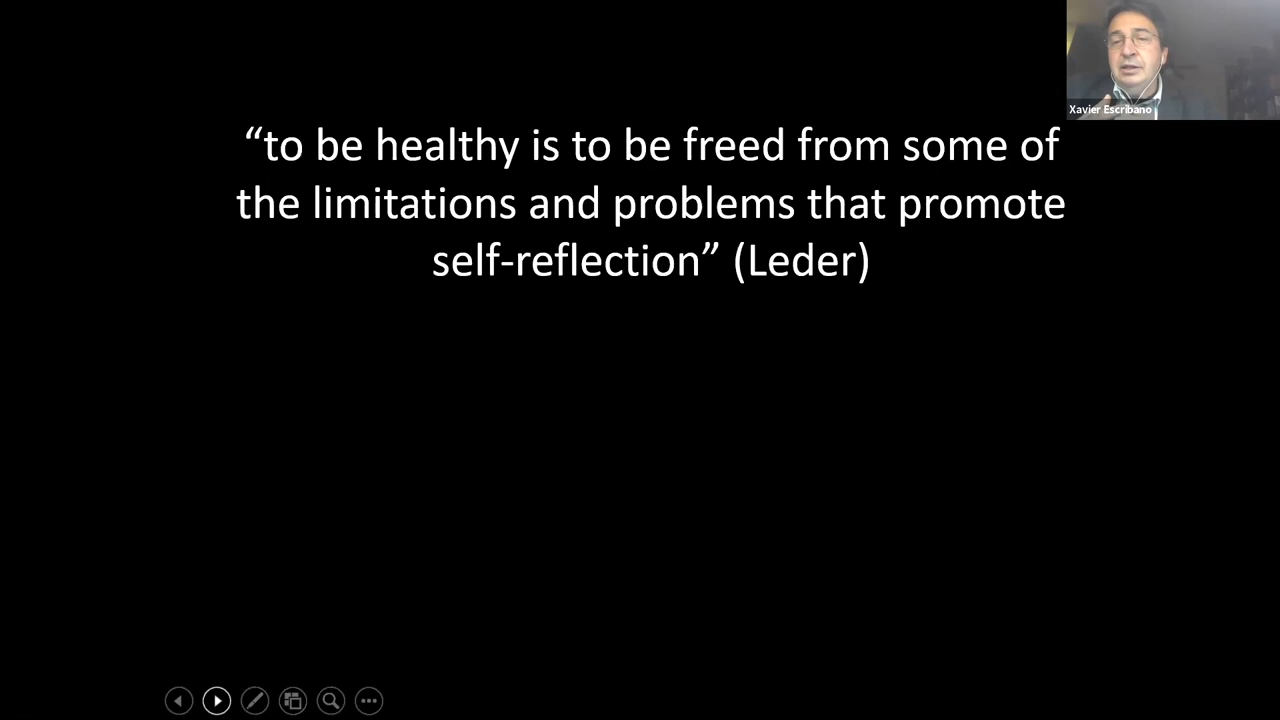 Xavier Escribano
“to be healthy is to be freed from some of
the limitations and problems that promote
self-reflection” (Leder)